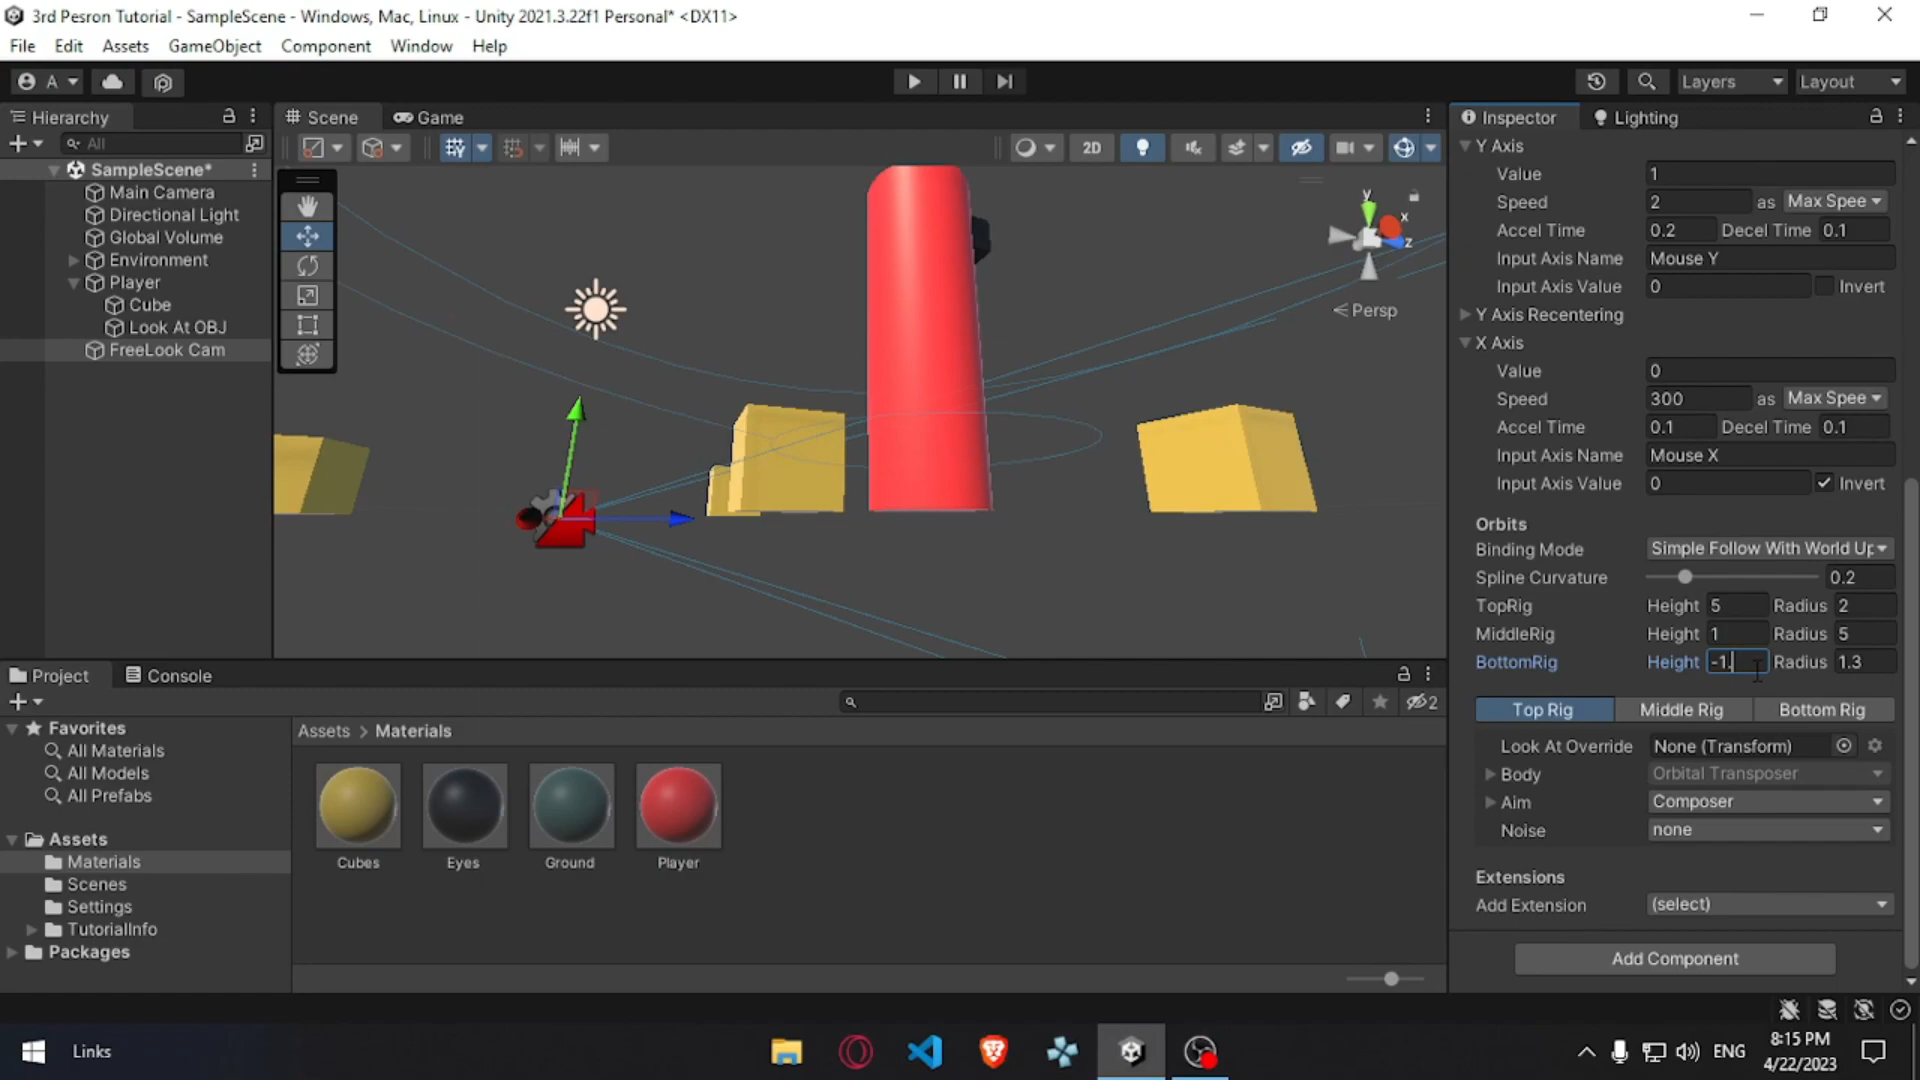 3rd Pesron Tutorial - SampleScene - Windows, Mac, Linux - Unity 2021.3.22f1 Personal* <DX11>
File Edit Assets GameObject Component Window Help
A
Layers
Layout
Hierarchy
All
SampleScene*
Main Camera
Directional Light
Global Volume
Environment
Player
Cube
Look At OBJ
FreeLook Cam
Scene
Game
2D
y
x
z
Persp
Inspector
Lighting
Y Axis
Value 1
Speed 2 as Max Spee
Accel Time 0.2 Decel Time 0.1
Input Axis Name Mouse Y
Input Axis Value 0 Invert
Y Axis Recentering
X Axis
Value 0
Speed 300 as Max Spee
Accel Time 0.1 Decel Time 0.1
Input Axis Name Mouse X
Input Axis Value 0 Invert
Orbits
Binding Mode Simple Follow With World Up
Spline Curvature 0.2
TopRig Height 5 Radius 2
MiddleRig Height 1 Radius 5
BottomRig Height -1. Radius 1.3
Top Rig Middle Rig Bottom Rig
Look At Override None (Transform)
Body Orbital Transposer
Aim Composer
Noise none
Extensions
Add Extension (select)
Add Component
Project
Console
2
Favorites
All Materials
All Models
All Prefabs
Assets
Materials
Scenes
Settings
TutorialInfo
Packages
Assets > Materials
Cubes
Eyes
Ground
Player
Links
ENG
8:15 PM
4/22/2023